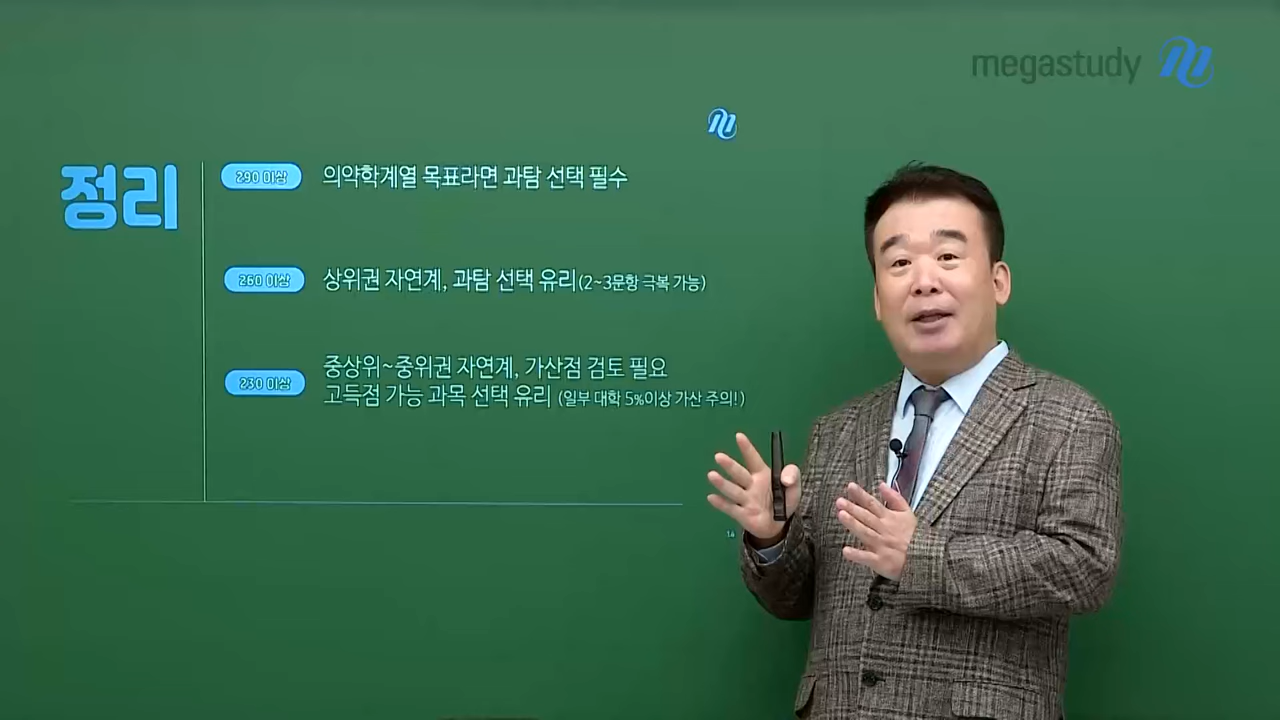 megastudy
정리
290 이상
의약학계열 목표라면 과탐 선택 필수
260 이상
상위권 자연계, 과탐 선택 유리(2~3문항 극복 가능)
230 이상
중상위~중위권 자연계, 가산점 검토 필요
고득점 가능 과목 선택 유리 (일부 대학 5%이상 가산 주의!)